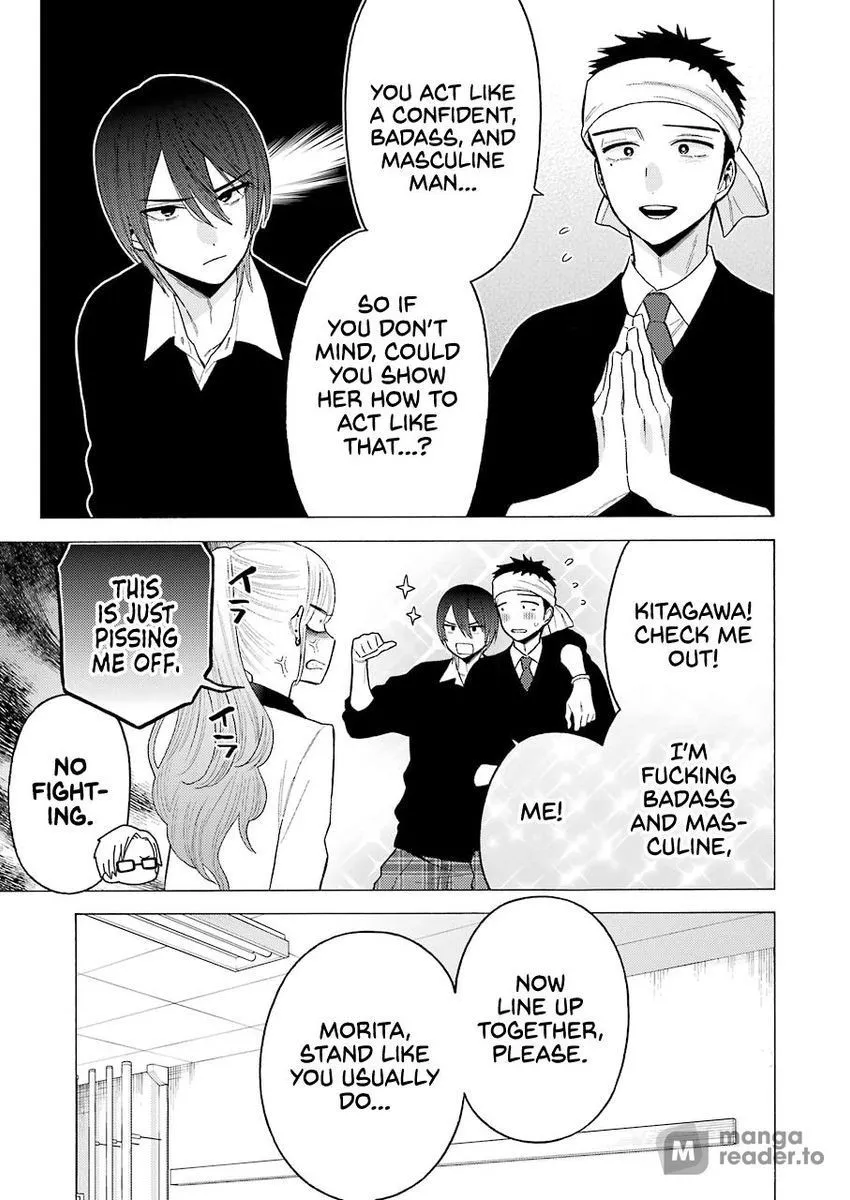 YOU ACT LIKE
A CONFIDENT,
BADASS, AND
MASCULINE
MAN...
SO IF
YOU DON'T
MIND, COULD
YOU SHOW
HER HOW TO
ACT LIKE
THAT...?
KITAGAWA!
CHECK ME
OUT!
I'M
FUCKING
BADASS
AND MAS-
CULINE,
ME!
イラ
イラ
THIS
IS JUST
PISSING
ME OFF.
NO
FIGHT-
ING.
NOW
LINE UP
TOGETHER,
PLEASE.
MORITA,
STAND LIKE
YOU USUALLY
DO...
M manga
reader.to